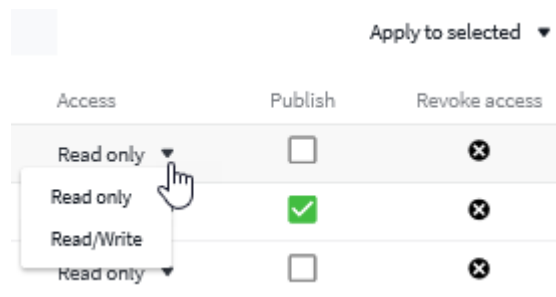 Apply to selected
Access Publish Revoke access
Read only
Read only
Read/Write
Read only